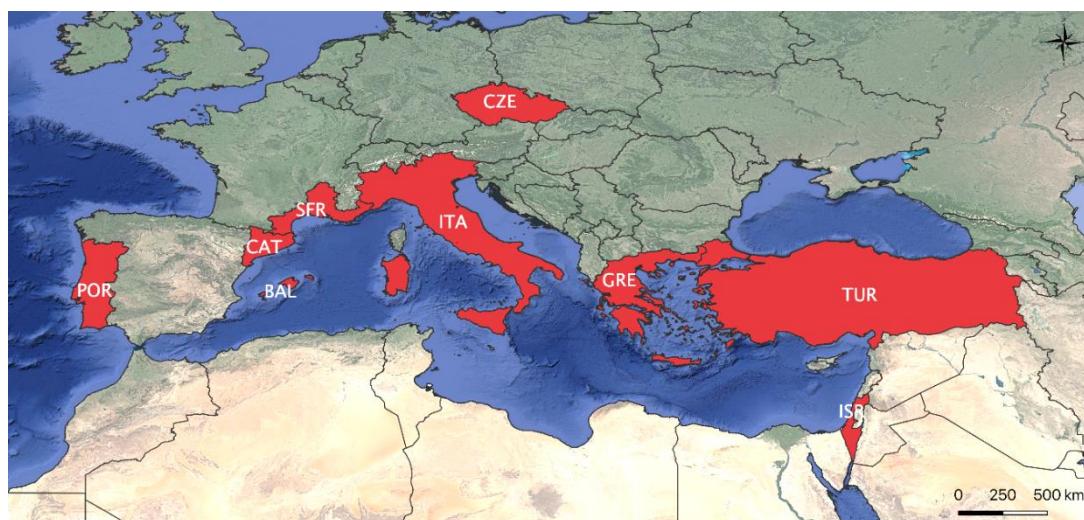 CZE
SFR
ITA
CAT
POR
BAL
GRE
TUR
ISR
0 250 500 km